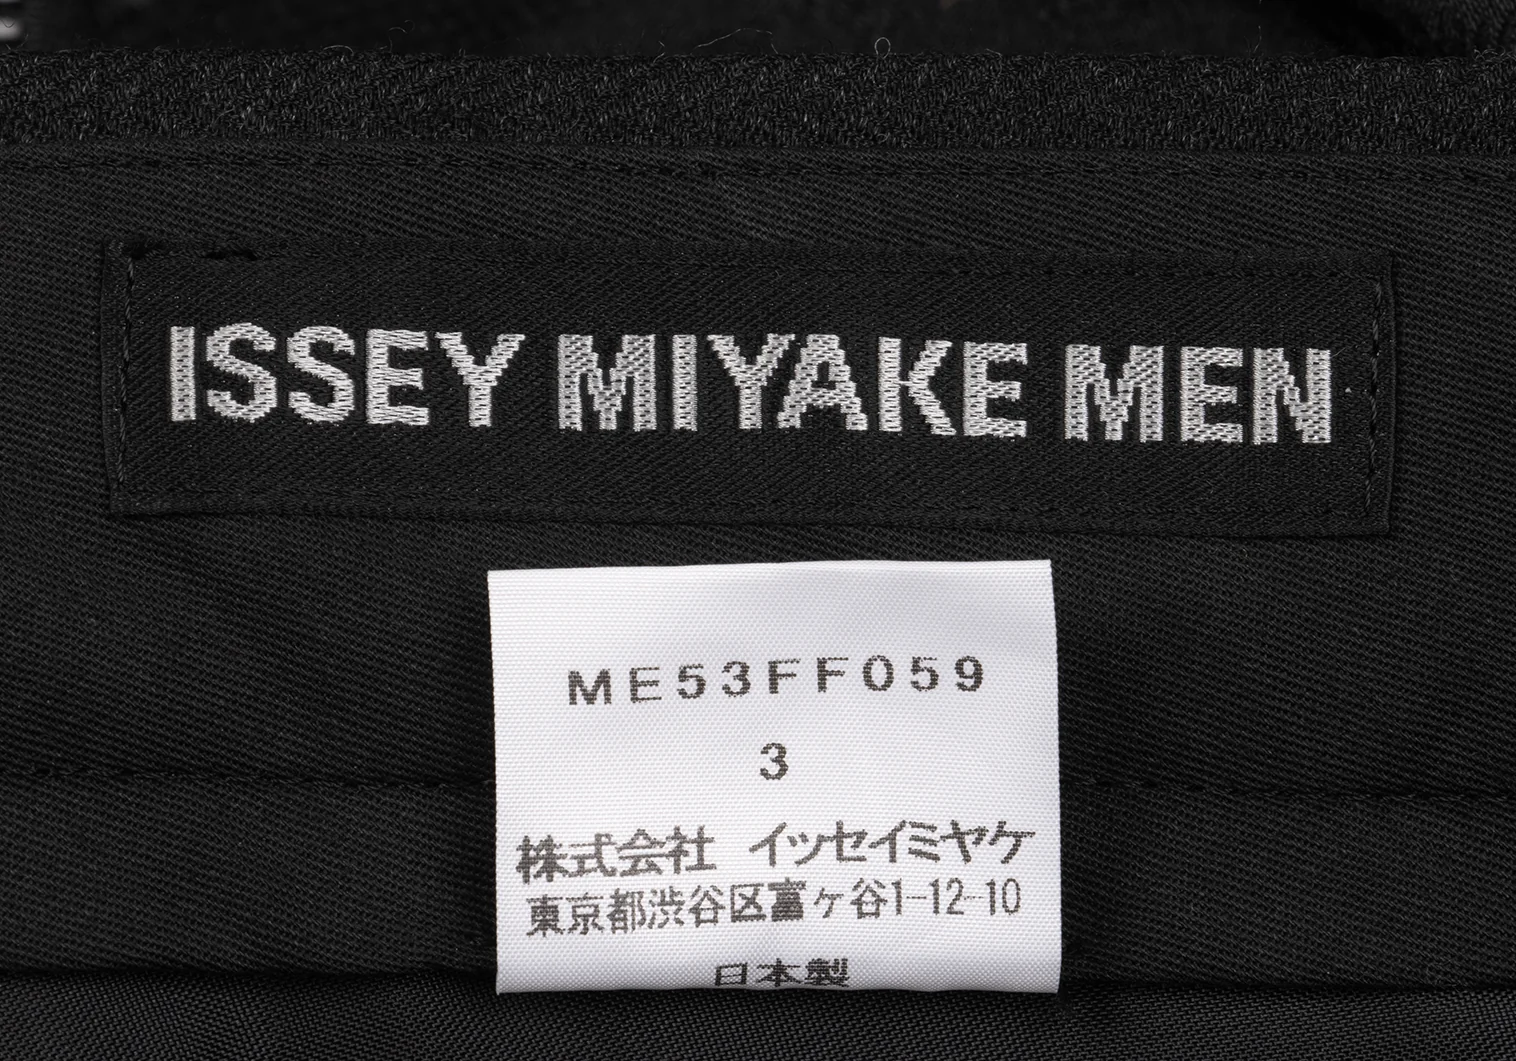 ISSEY MIYAKE MEN
ME53FF059
3
株式会社 イッセイミヤケ
東京都渋谷区富ヶ谷1-12-10
日本製